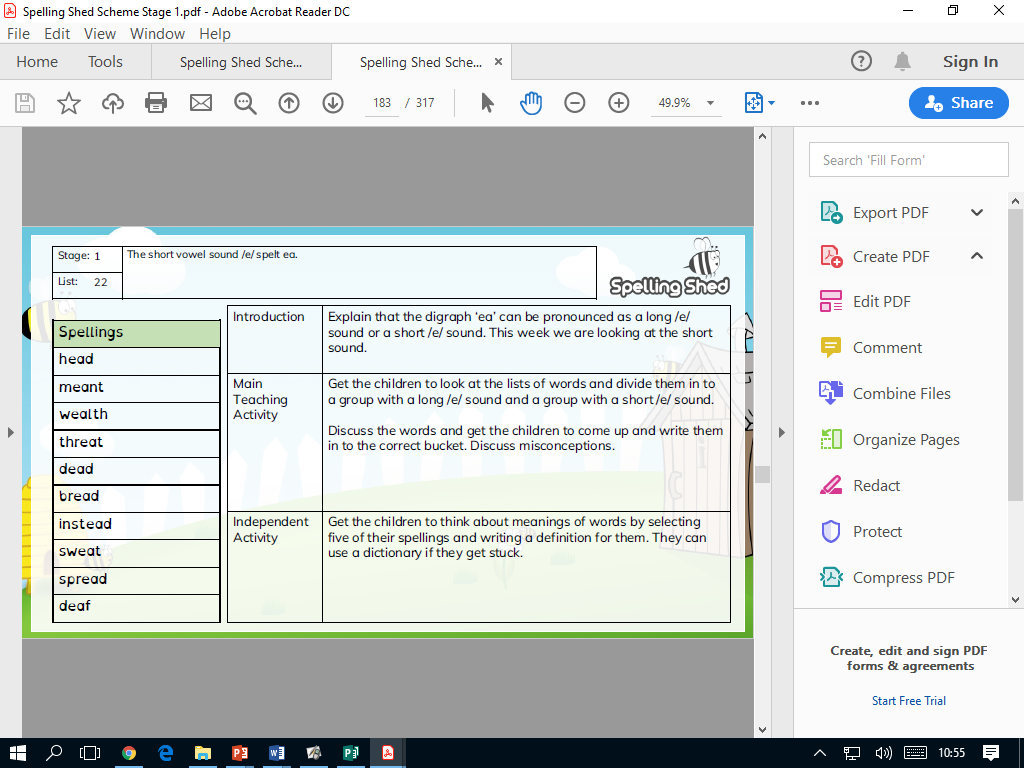 Spelling Shed Scheme Stage 1.pdf - Adobe Acrobat Reader DC
File Edit View Window Help
Home Tools Spelling Shed Sche... Spelling Shed Sche... × Sign In
183 / 317 49.9% Share
Search 'Fill Form'
Export PDF
Create PDF
Edit PDF
Comment
Combine Files
Organize Pages
Redact
Protect
Compress PDF
Create, edit and sign PDF
forms & agreements
Start Free Trial
Stage: 1
The short vowel sound /e/ spelt ea.
List: 22
Spelling Shed
Spellings
head
meant
wealth
threat
dead
bread
instead
sweat
spread
deaf
Introduction
Explain that the digraph ‘ea’ can be pronounced as a long /e/
sound or a short /e/ sound. This week we are looking at the short
sound.
Main
Teaching
Activity
Get the children to look at the lists of words and divide them in to
a group with a long /e/ sound and a group with a short /e/ sound.
Discuss the words and get the children to come up and write them
in to the correct bucket. Discuss misconceptions.
Independent
Activity
Get the children to think about meanings of words by selecting
five of their spellings and writing a definition for them. They can
use a dictionary if they get stuck.
10:55